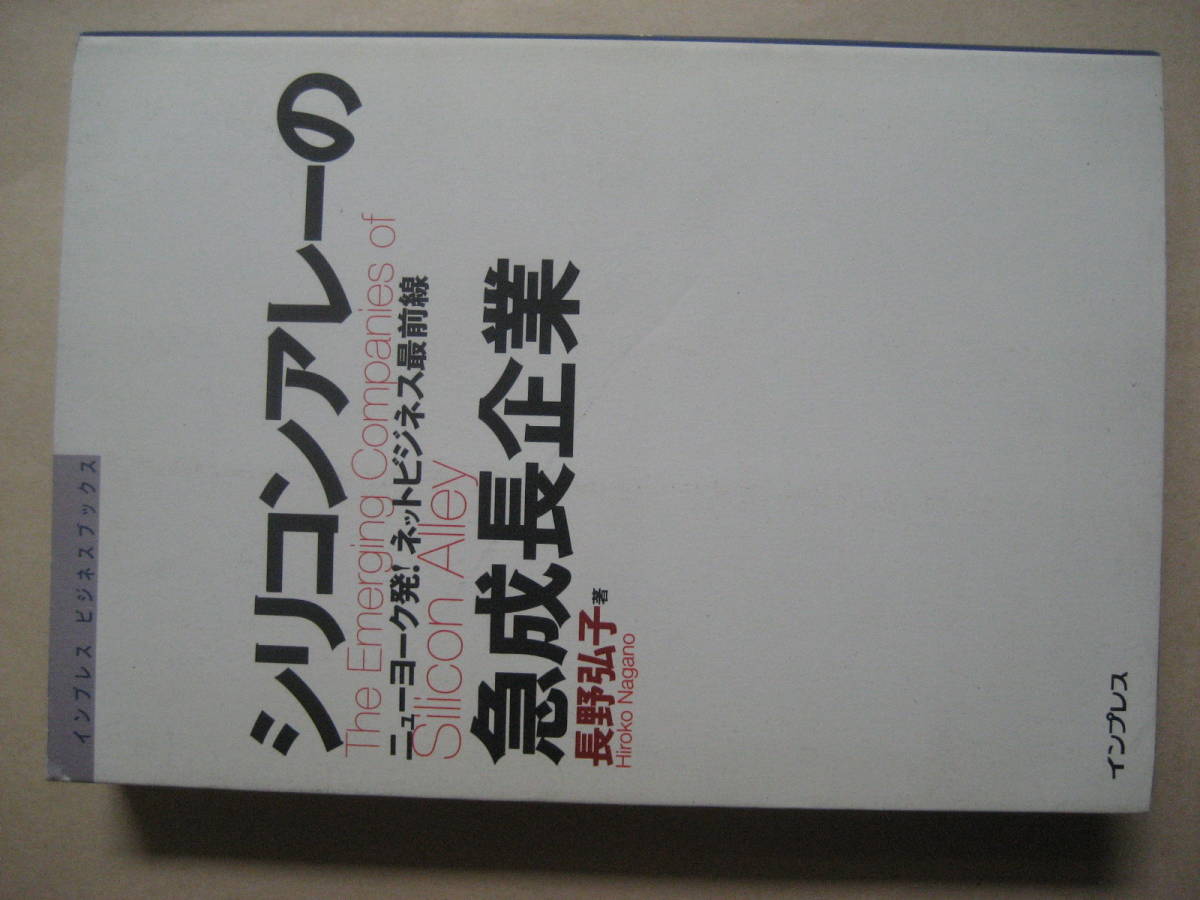 インプレス ビジネスブックス
シリコンアレーの
The Emerging Companies of
ニューヨーク発!ネットビジネス最前線
Silicon Alley
急成長企業
長野弘子著
Hiroko Nagano
インプレス